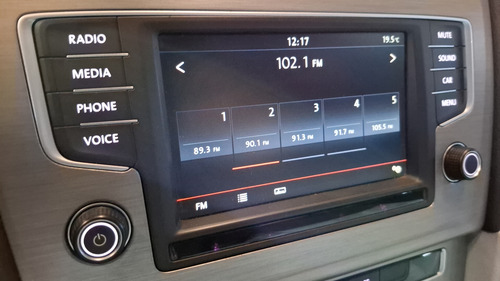 RADIO
MEDIA
PHONE
VOICE
12:17 19.5°C
102.1 FM
1 2 3 4 5
89.3 FM 90.1 FM 91.3 FM 91.7 FM 105.5 FM
FM
MUTE
SOUND
CAR
MENU